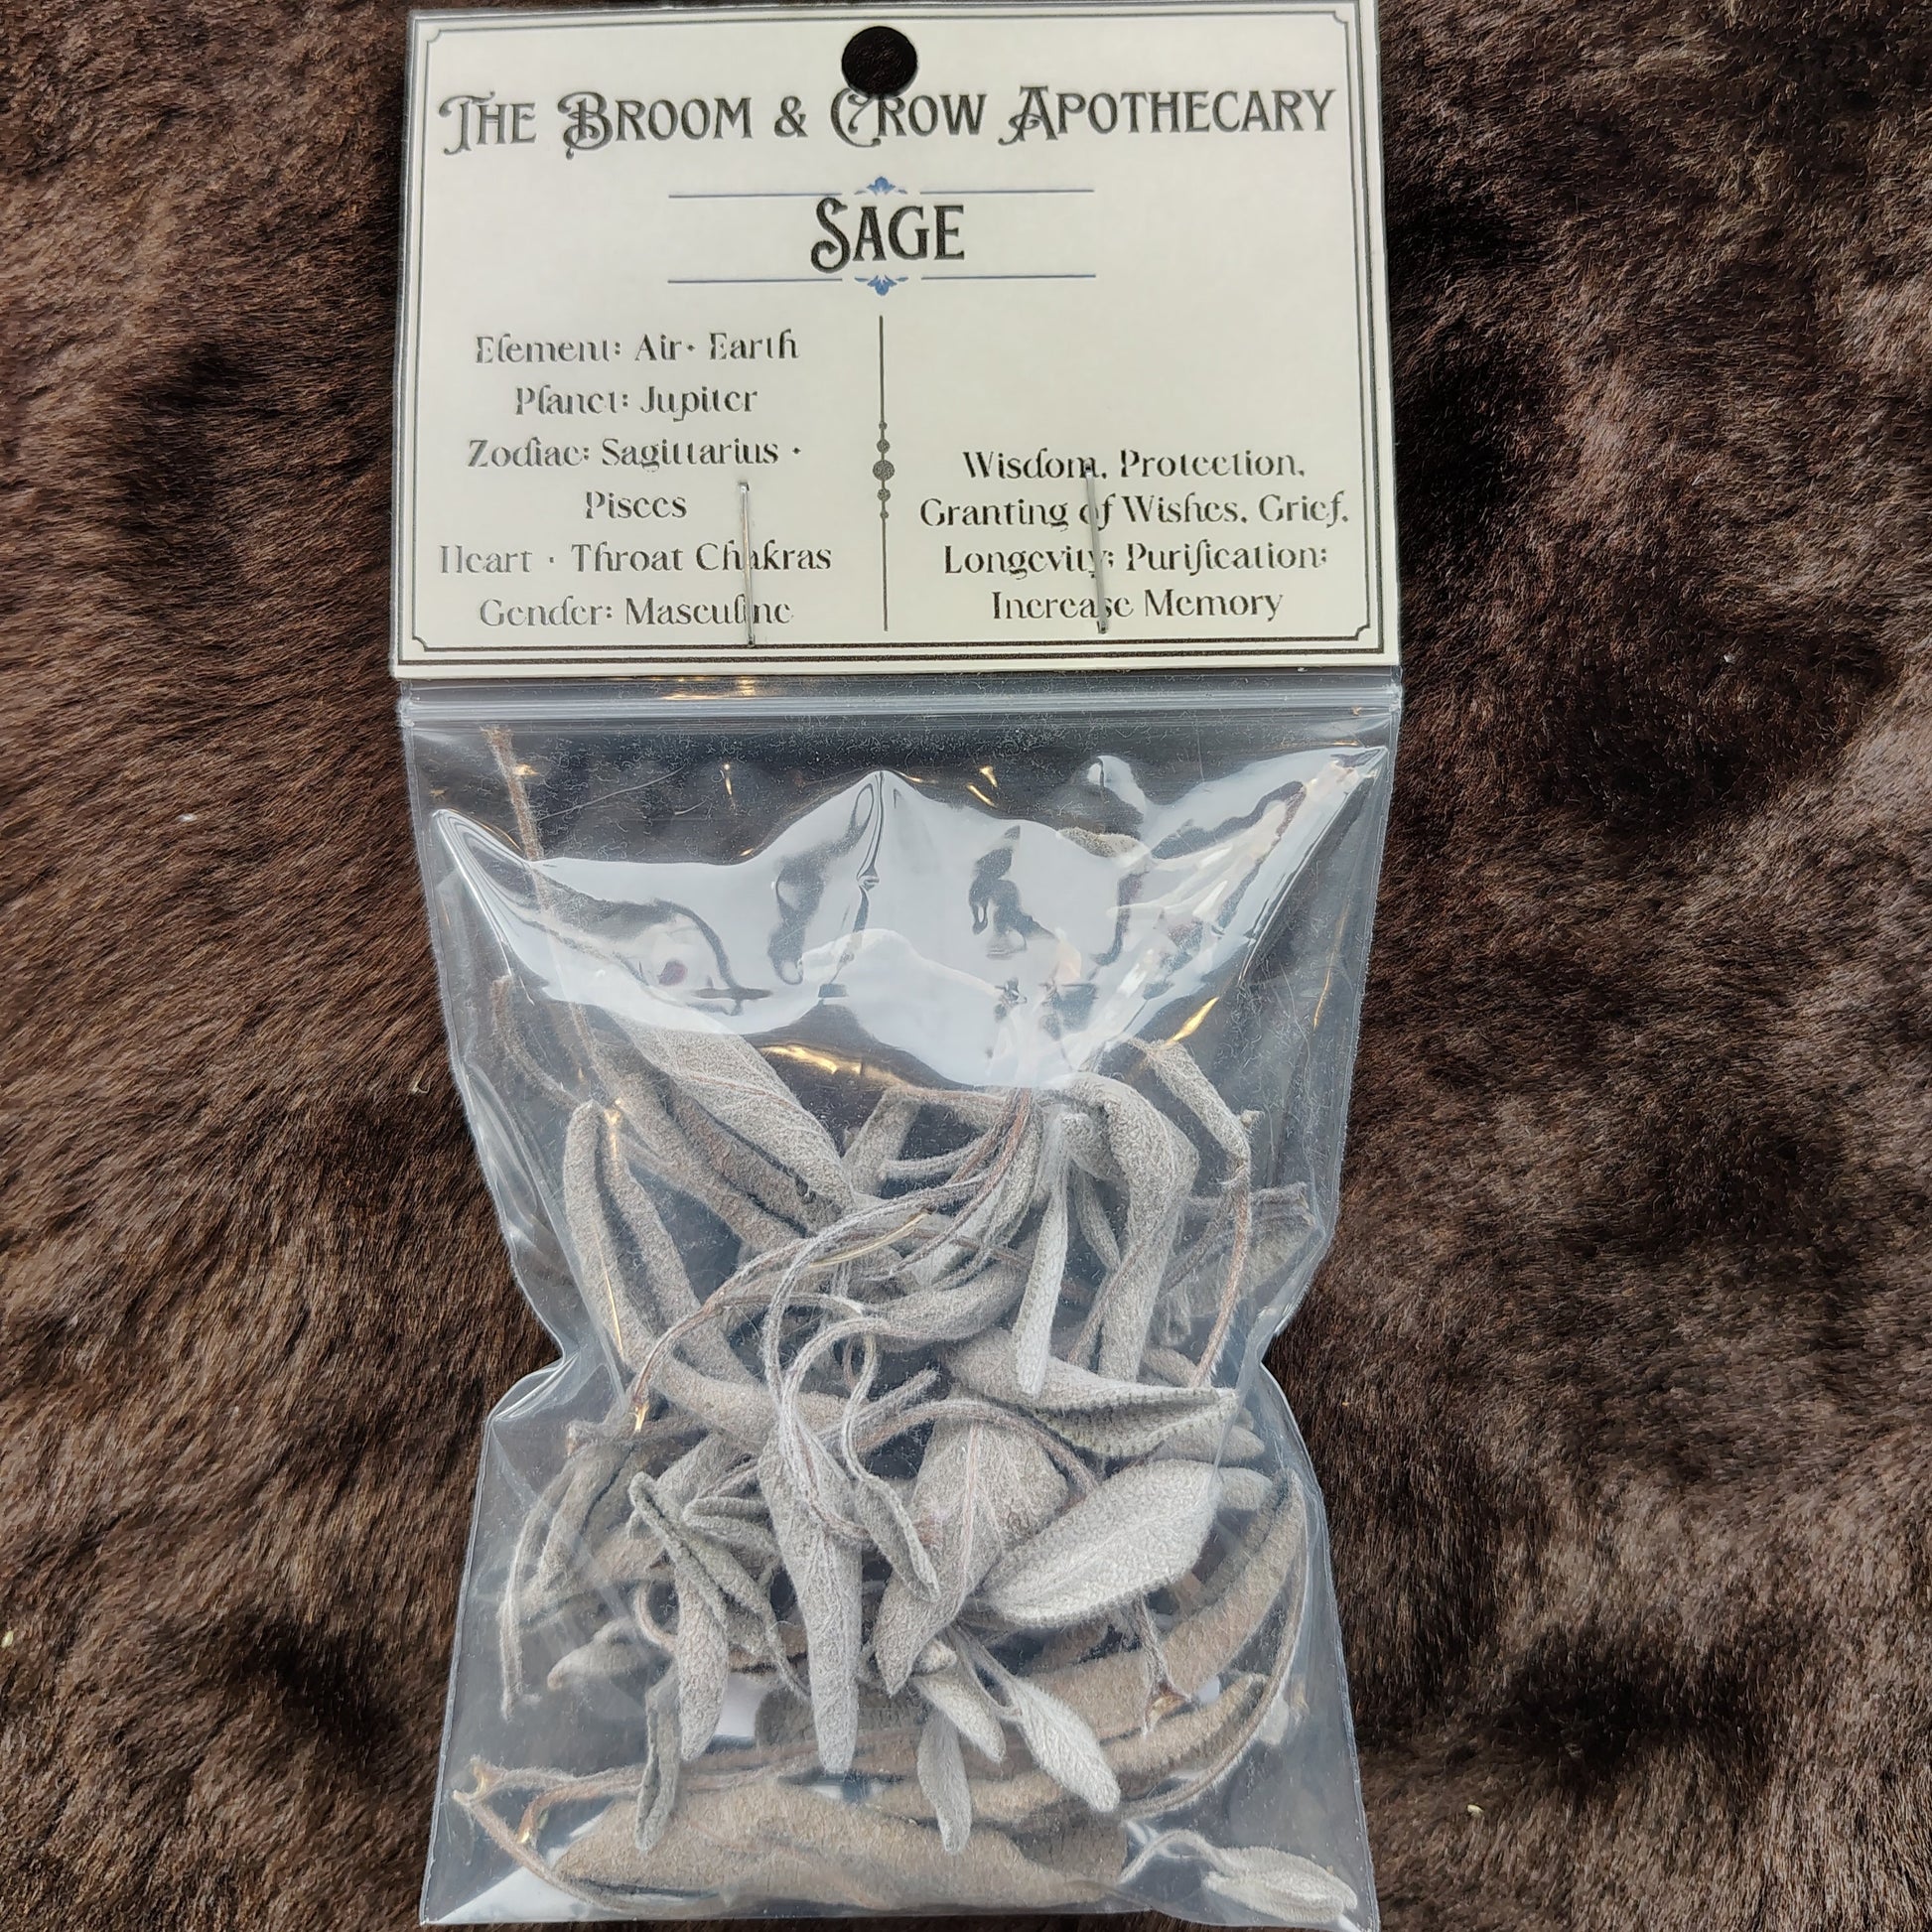 The Broom & Crow Apothecary
Sage
Element: Air· Earth
Planet: Jupiter
Zodiac: Sagittarius ·
Pisces
Heart · Throat Chakras
Gender: Masculine
Wisdom, Protection,
Granting of Wishes, Grief,
Longevity; Purification;
Increase Memory